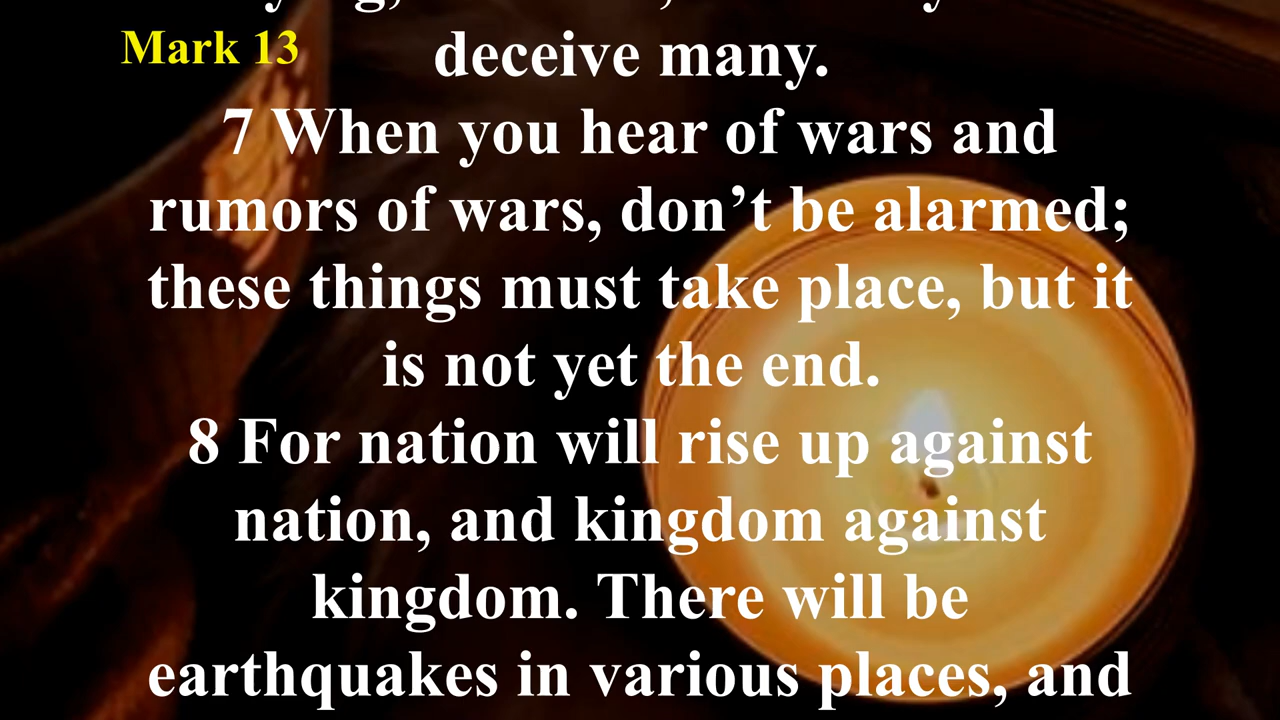 Mark 13
deceive many.
7 When you hear of wars and
rumors of wars, don’t be alarmed;
these things must take place, but it
is not yet the end.
8 For nation will rise up against
nation, and kingdom against
kingdom. There will be
earthquakes in various places, and